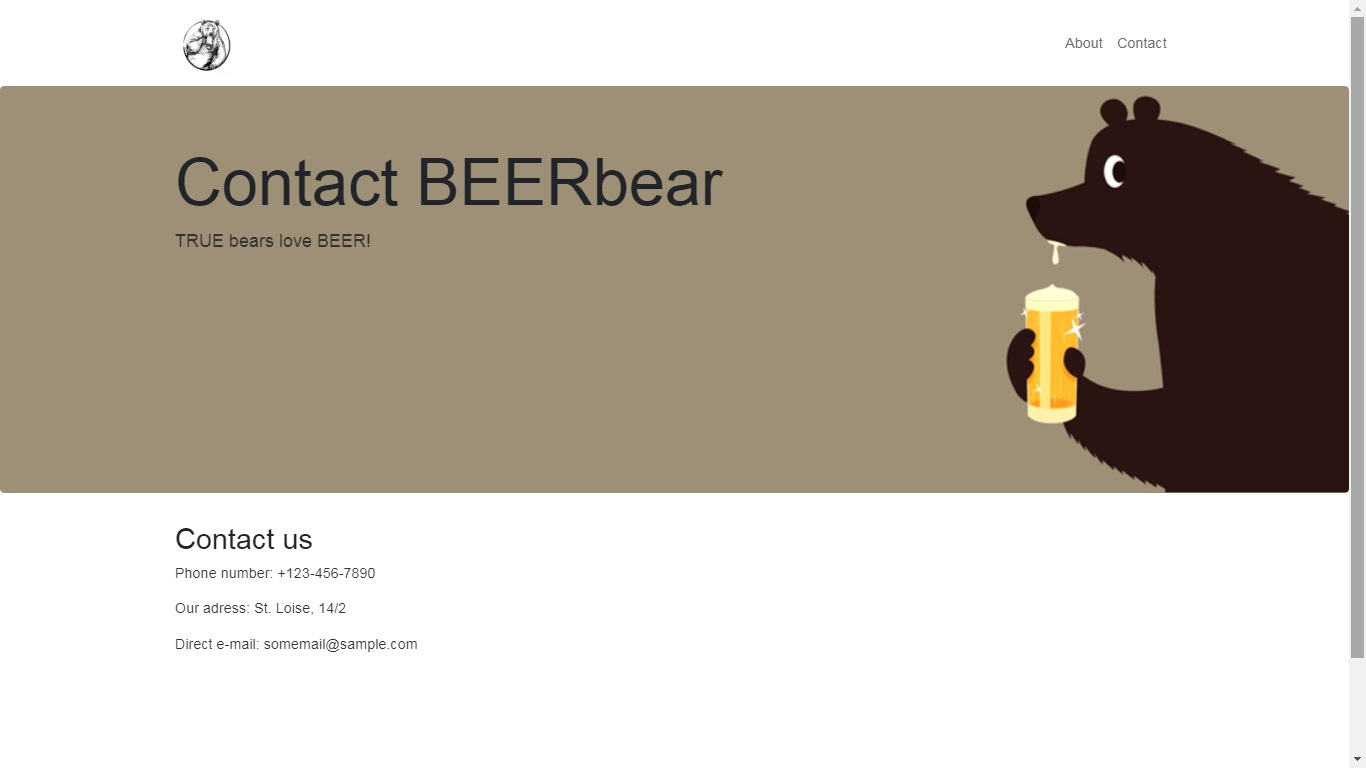 About Contact
Contact BEERbear
TRUE bears love BEER!
Contact us
Phone number: +123-456-7890
Our adress: St. Loise, 14/2
Direct e-mail: somemail@sample.com